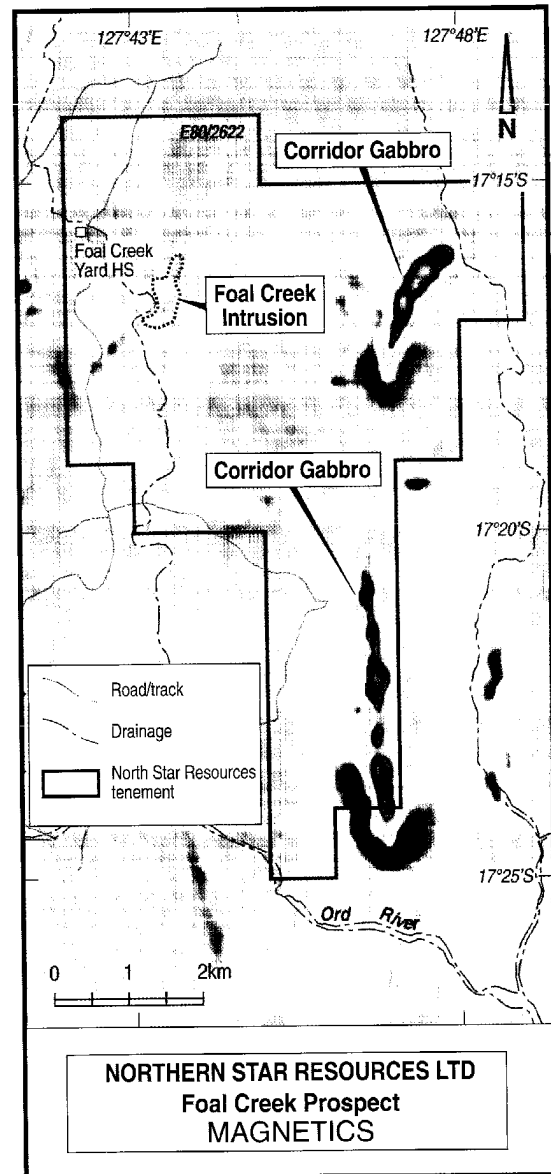 127°43'E
127°48'E
E80/2622
N
Corridor Gabbro
17°15'S
Foal Creek
Yard HS
Foal Creek
Intrusion
Corridor Gabbro
17°20'S
Road/track
Drainage
North Star Resources
tenement
17°25'S
Ord River
0 1 2km
NORTHERN STAR RESOURCES LTD
Foal Creek Prospect
MAGNETICS